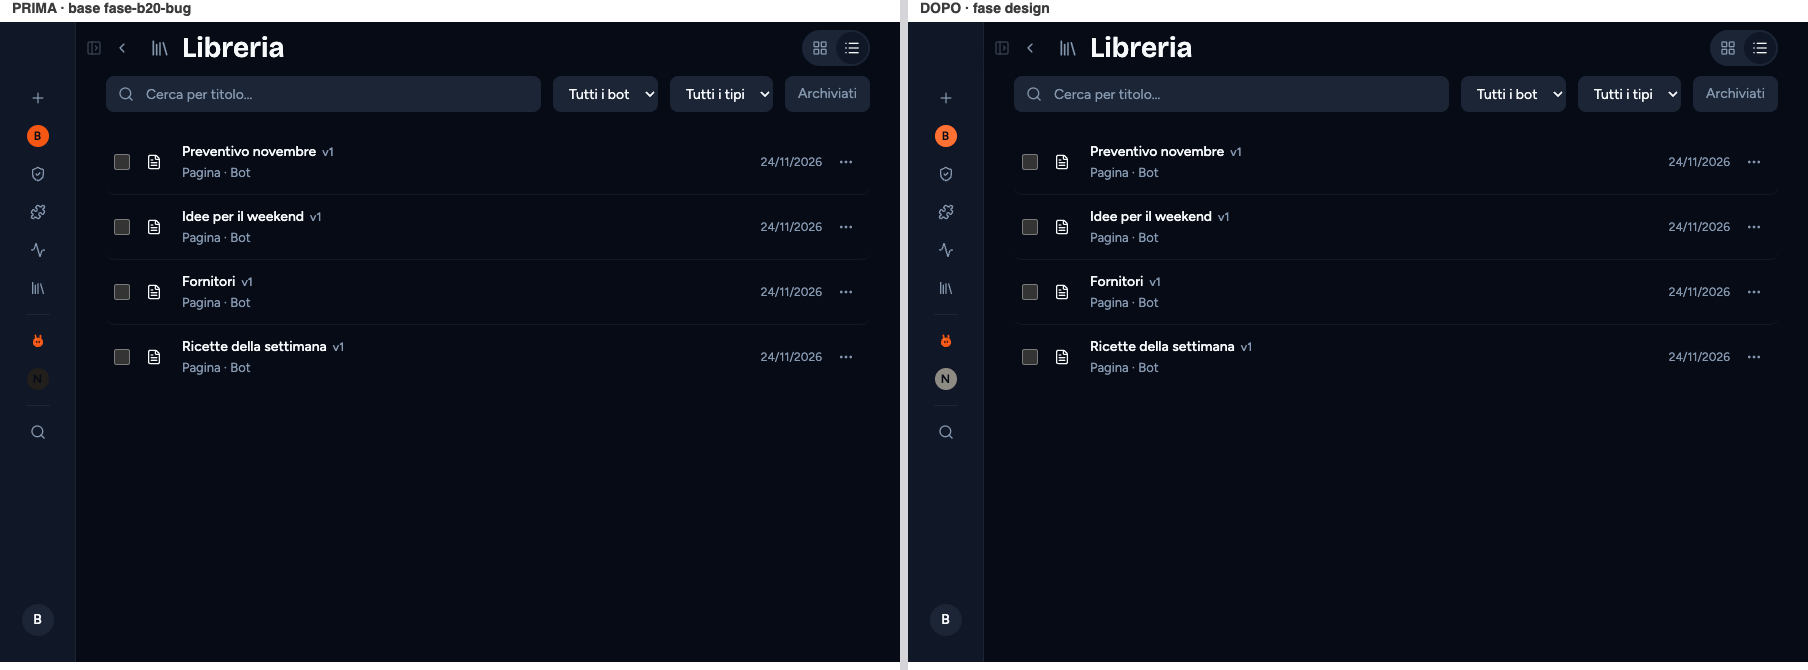 PRIMA · base fase-b20-bug
Libreria
Cerca per titolo...
Tutti i bot
Tutti i tipi
Archiviati
B
Preventivo novembre v1
Pagina · Bot
24/11/2026
Idee per il weekend v1
Pagina · Bot
24/11/2026
Fornitori v1
Pagina · Bot
24/11/2026
Ricette della settimana v1
Pagina · Bot
24/11/2026
N
B
DOPO · fase design
Libreria
Cerca per titolo...
Tutti i bot
Tutti i tipi
Archiviati
B
Preventivo novembre v1
Pagina · Bot
24/11/2026
Idee per il weekend v1
Pagina · Bot
24/11/2026
Fornitori v1
Pagina · Bot
24/11/2026
Ricette della settimana v1
Pagina · Bot
24/11/2026
N
B